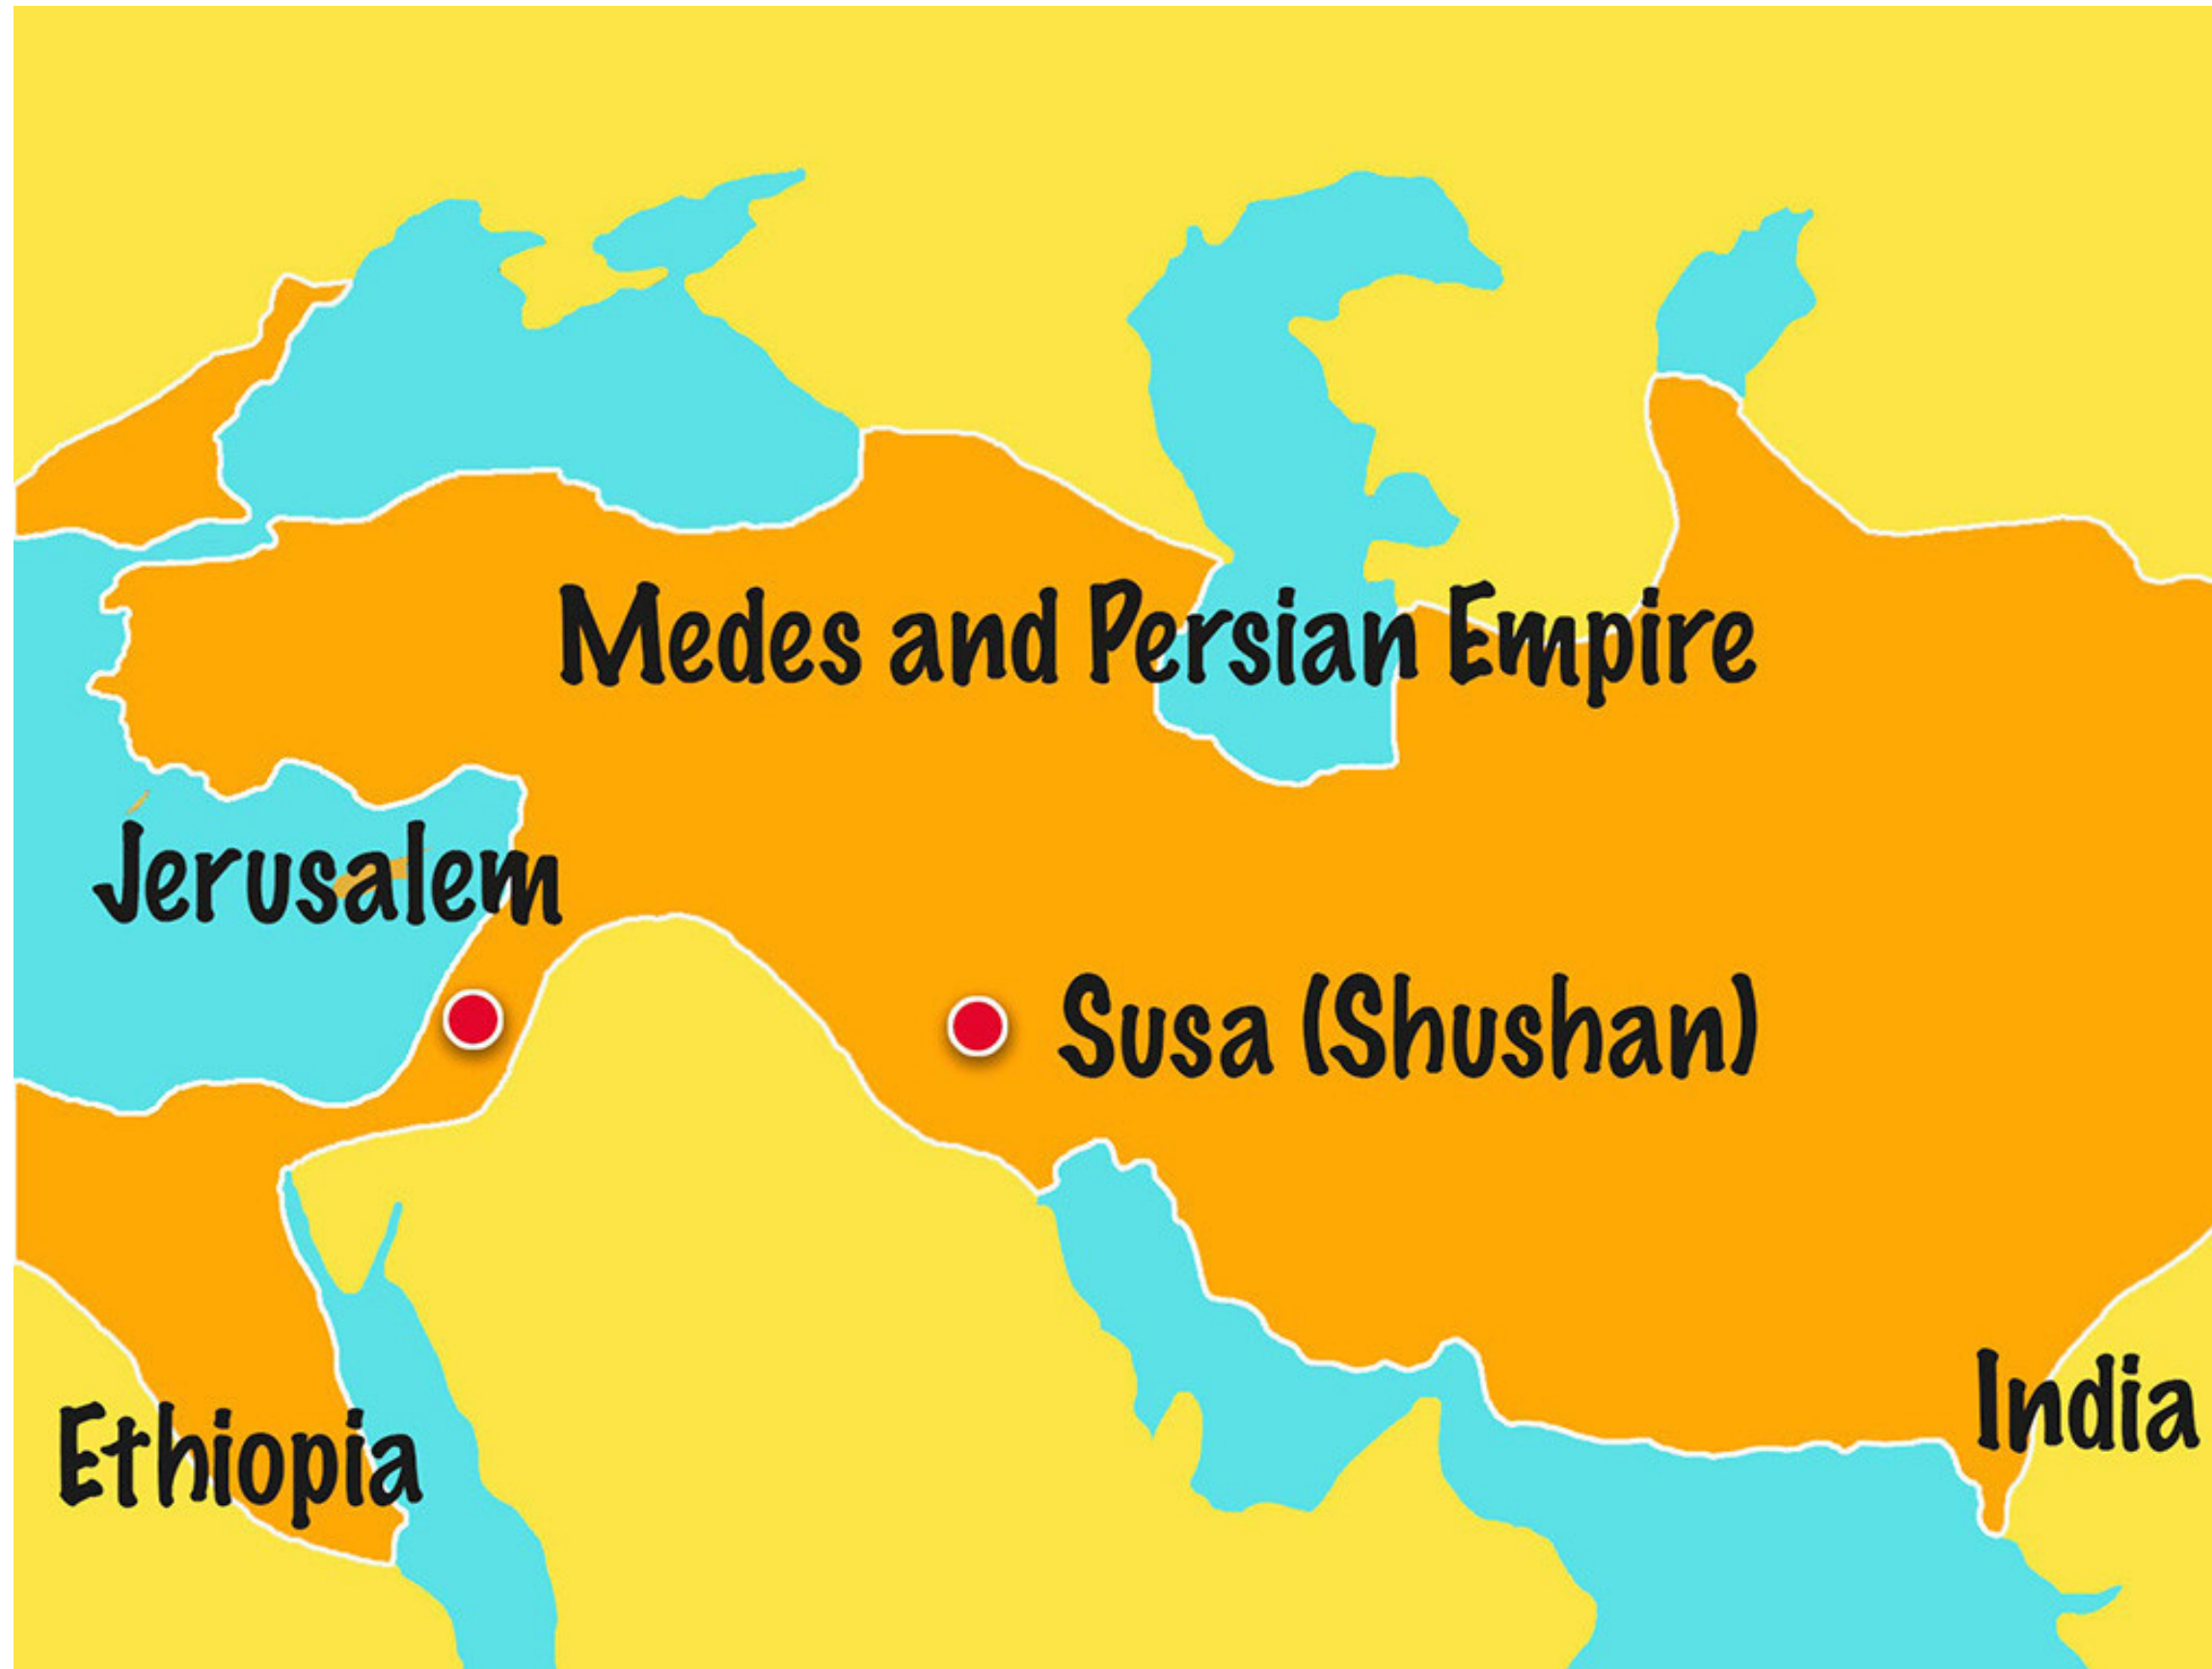 Medes and Persian Empire
Jerusalem
Susa (Shushan)
India
Ethiopia